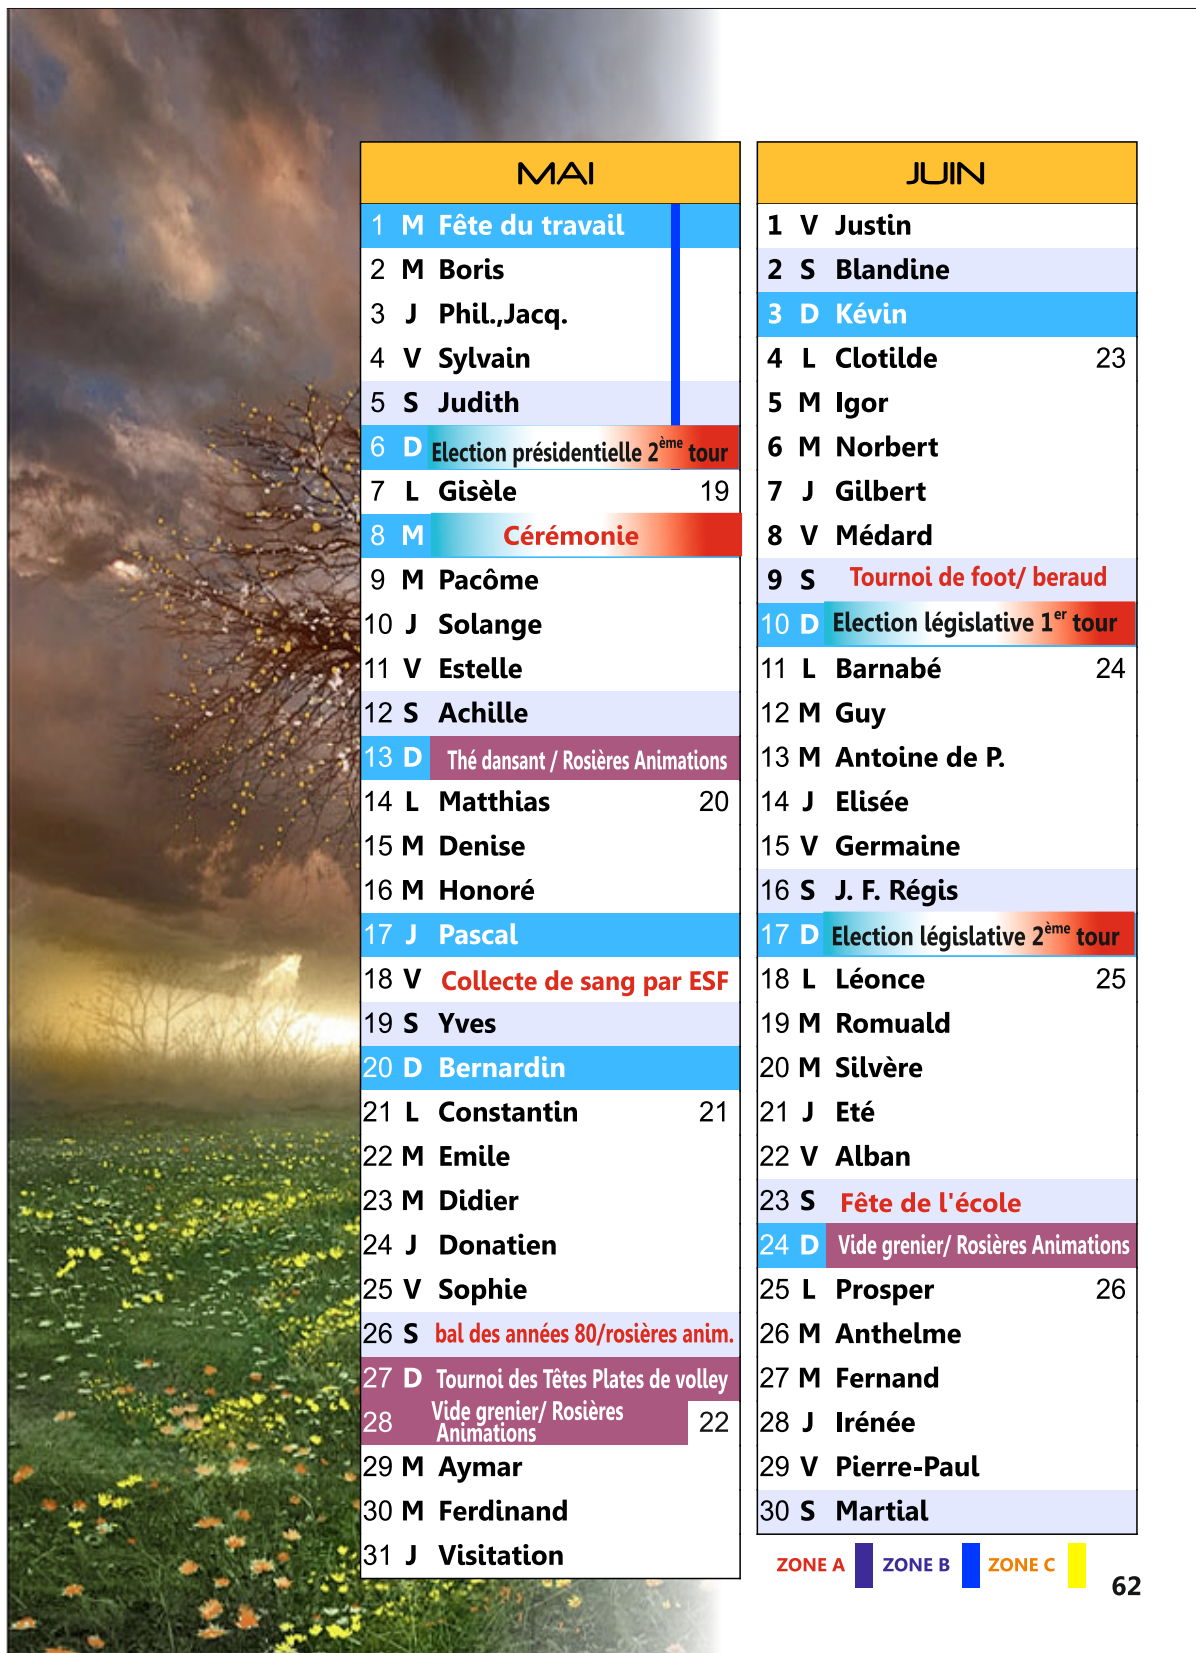 MAI
1 M Fête du travail
2 M Boris
3 J Phil.,Jacq.
4 V Sylvain
5 S Judith
6 D Election présidentielle 2ème tour
7 L Gisèle 19
8 M Cérémonie
9 M Pacôme
10 J Solange
11 V Estelle
12 S Achille
13 D Thé dansant / Rosières Animations
14 L Matthias 20
15 M Denise
16 M Honoré
17 J Pascal
18 V Collecte de sang par ESF
19 S Yves
20 D Bernardin
21 L Constantin 21
22 M Emile
23 M Didier
24 J Donatien
25 V Sophie
26 S bal des années 80/rosières anim.
27 D Tournoi des Têtes Plates de volley
28 Vide grenier/ Rosières
Animations 22
29 M Aymar
30 M Ferdinand
31 J Visitation
JUIN
1 V Justin
2 S Blandine
3 D Kévin
4 L Clotilde 23
5 M Igor
6 M Norbert
7 J Gilbert
8 V Médard
9 S Tournoi de foot/ beraud
10 D Election législative 1er tour
11 L Barnabé 24
12 M Guy
13 M Antoine de P.
14 J Elisée
15 V Germaine
16 S J. F. Régis
17 D Election législative 2ème tour
18 L Léonce 25
19 M Romuald
20 M Silvère
21 J Eté
22 V Alban
23 S Fête de l'école
24 D Vide grenier/ Rosières Animations
25 L Prosper 26
26 M Anthelme
27 M Fernand
28 J Irénée
29 V Pierre-Paul
30 S Martial
ZONE A ZONE B ZONE C
62